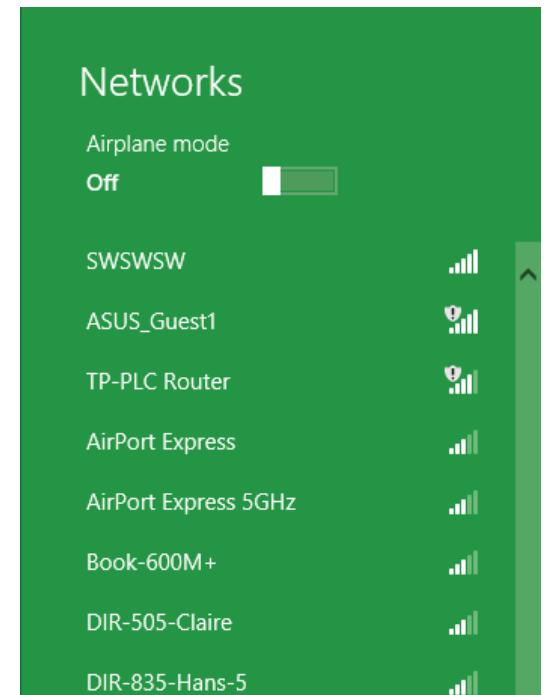 Networks
Airplane mode
Off
SWSWSW
ASUS_Guest1
TP-PLC Router
AirPort Express
AirPort Express 5GHz
Book-600M+
DIR-505-Claire
DIR-835-Hans-5